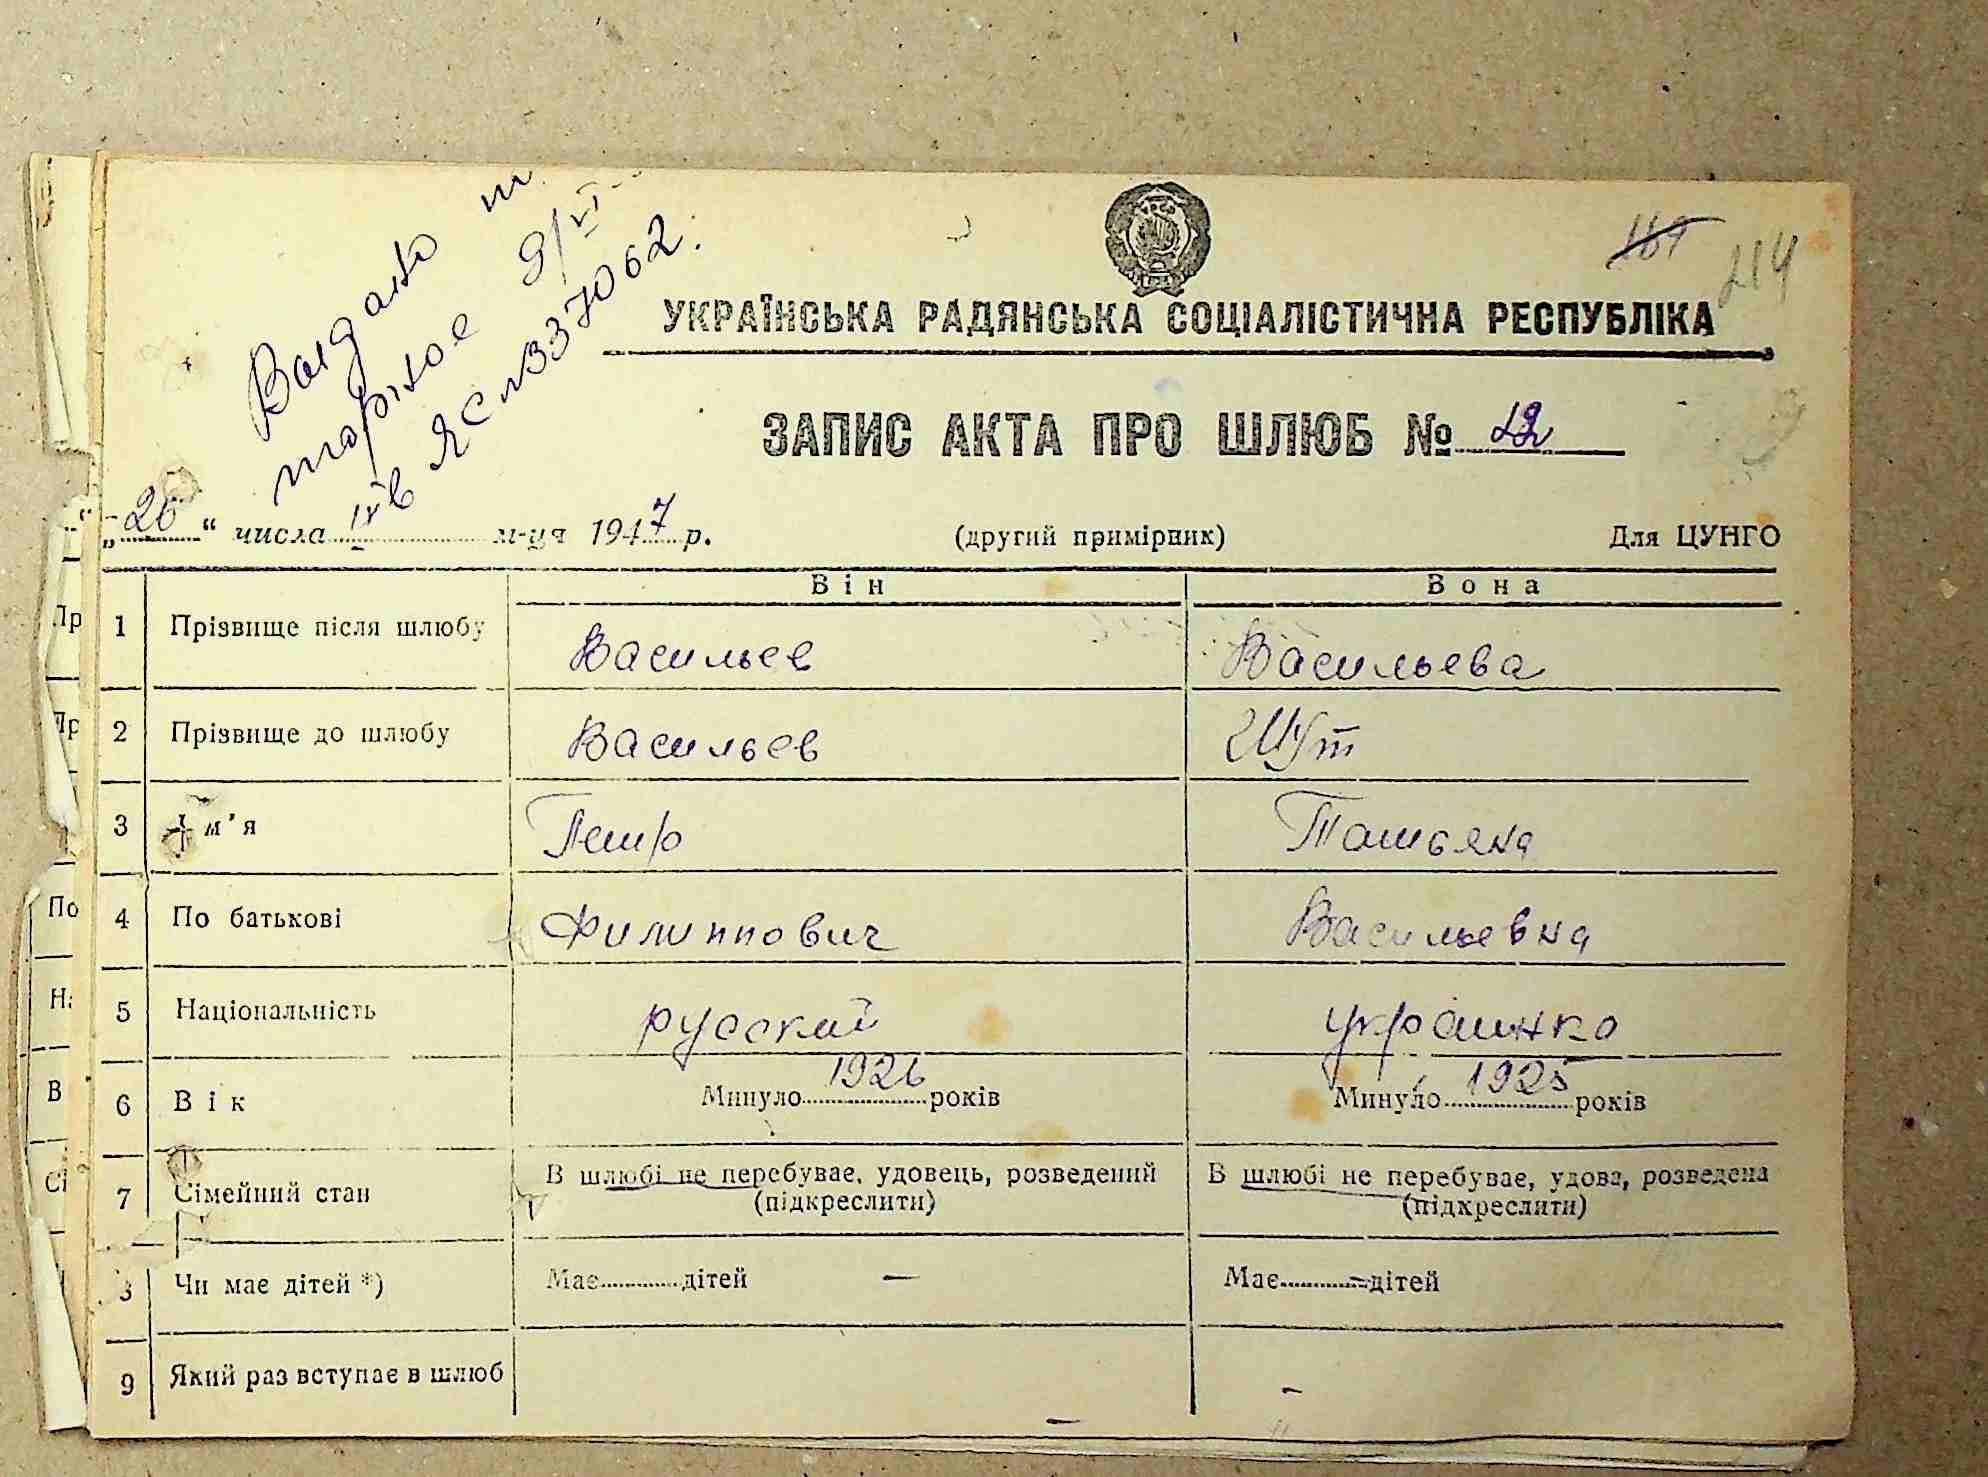 Выдано
торное 9/VI
ЯС №337062.
214
УКРАЇНСЬКА РАДЯНСЬКА СОЦІАЛІСТИЧНА РЕСПУБЛІКА
ЗАПИС АКТА ПРО ШЛЮБ №
„26“ числа IX м-ця 1947 р. (другий примірник) Для ЦУНГО
Він Вона
1 Прізвище після шлюбу Васильев Васильева
2 Прізвище до шлюбу Васильев Шут
3 Ім'я Петр Татьяна
4 По батькові Филиппович Васильевна
5 Національність русский украинка
6 Вік Минуло 1926 років Минуло 1925 років
7 Сімейний стан В шлюбі не перебуває, удовець, розведений (підкреслити) В шлюбі не перебуває, удова, розведена (підкреслити)
8 Чи має дітей *) Має дітей — Має – дітей
9 Який раз вступає в шлюб – –